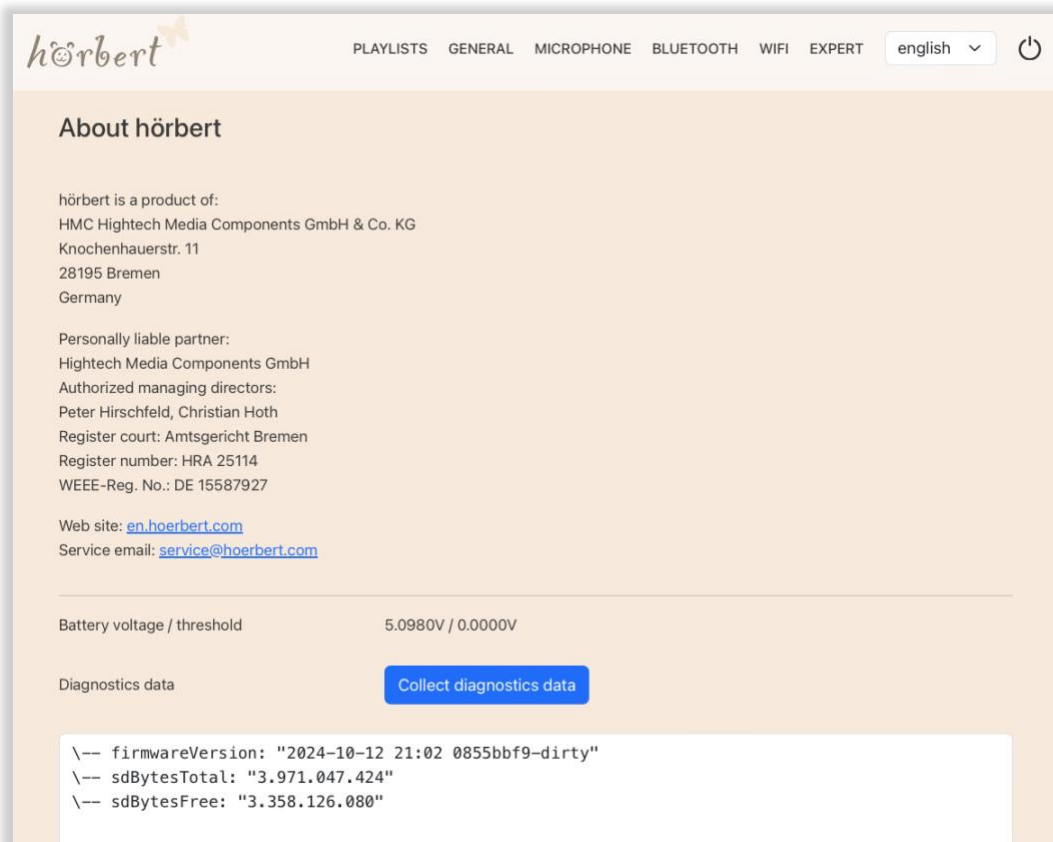 hörbert
PLAYLISTS GENERAL MICROPHONE BLUETOOTH WIFI EXPERT english
About hörbert
hörbert is a product of:
HMC Hightech Media Components GmbH & Co. KG
Knochenhauerstr. 11
28195 Bremen
Germany
Personally liable partner:
Hightech Media Components GmbH
Authorized managing directors:
Peter Hirschfeld, Christian Hoth
Register court: Amtsgericht Bremen
Register number: HRA 25114
WEEE-Reg. No.: DE 15587927
Web site: en.hoerbert.com
Service email: service@hoerbert.com
Battery voltage / threshold 5.0980V / 0.0000V
Diagnostics data Collect diagnostics data
\-- firmwareVersion: "2024-10-12 21:02 0855bbf9-dirty"
\-- sdBytesTotal: "3.971.047.424"
\-- sdBytesFree: "3.358.126.080"